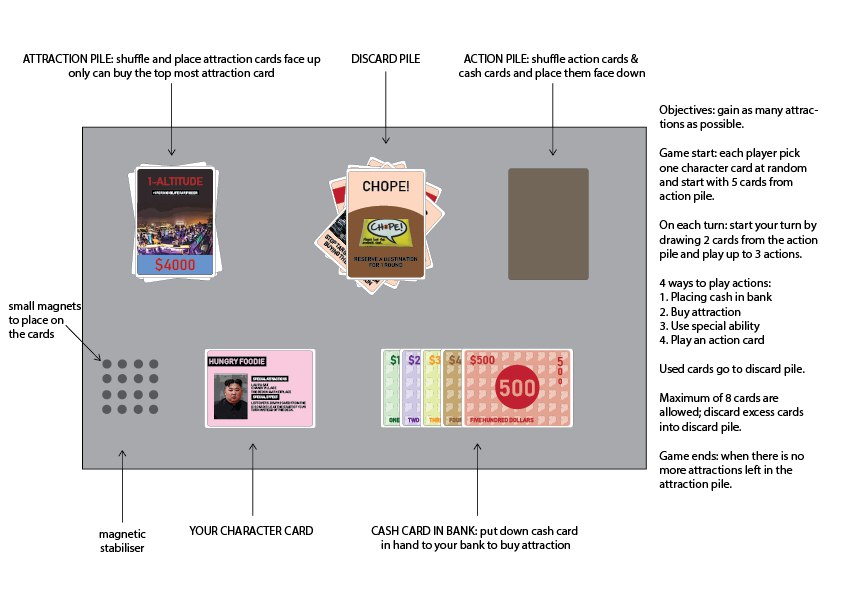 ATTRACTION PILE: shuffle and place attraction cards face up
only can buy the top most attraction card
DISCARD PILE
ACTION PILE: shuffle action cards &
cash cards and place them face down
Objectives: gain as many attrac-
tions as possible.
Game start: each player pick
one character card at random
and start with 5 cards from
action pile.
On each turn: start your turn by
drawing 2 cards from the action
pile and play up to 3 actions.
4 ways to play actions:
1. Placing cash in bank
2. Buy attraction
3. Use special ability
4. Play an action card
Used cards go to discard pile.
Maximum of 8 cards are
allowed; discard excess cards
into discard pile.
Game ends: when there is no
more attractions left in the
attraction pile.
1-ALTITUDE
$4000
CHOPE!
CHOPE!
RESERVE A DESTINATION
FOR 1 ROUND
small magnets
to place on
the cards
HUNGRY FOODIE
SPECIAL ATTRACTIONS
SPECIAL EFFECT
$1
ONE
$2
TWO
$3
$4
FOU
$500
500
500
FIVE HUNDRED DOLLARS
magnetic
stabiliser
YOUR CHARACTER CARD
CASH CARD IN BANK: put down cash card
in hand to your bank to buy attraction